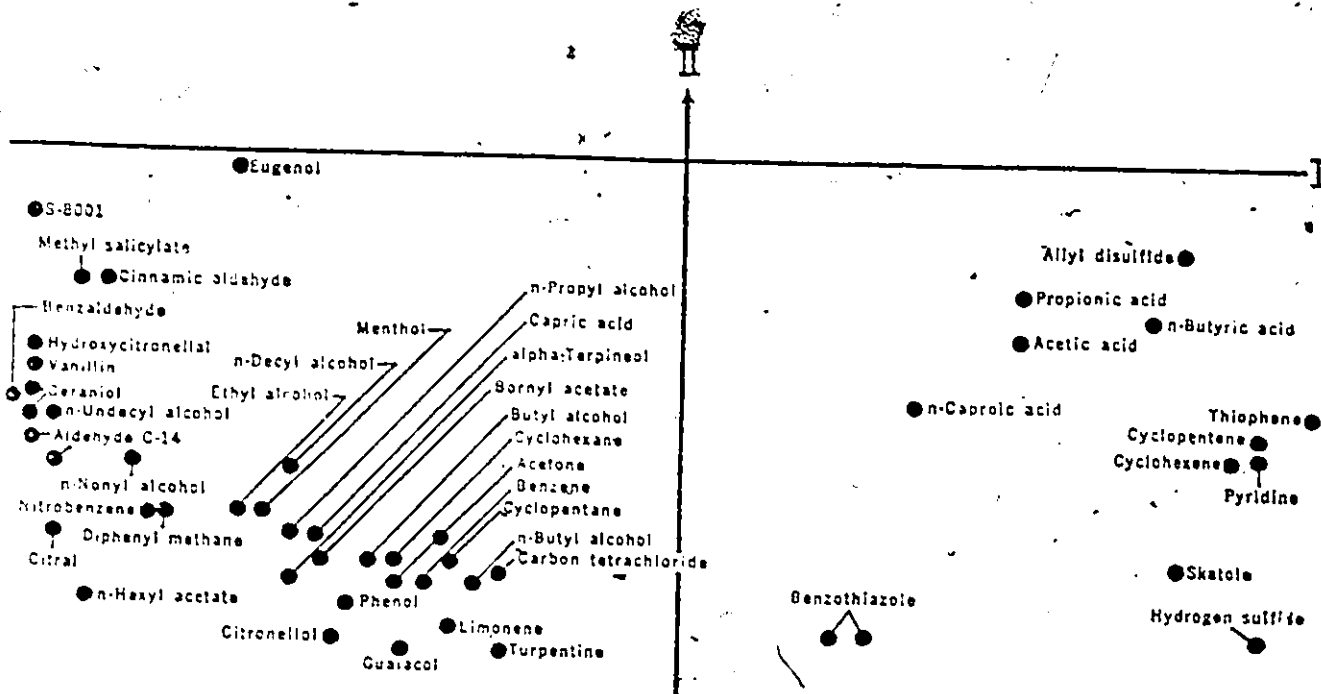 Eugenol
S-8001
Methyl salicylate
Cinnamic aldahyde
Benzaldehyde
Hydroxycitronellal
Vanillin
Geraniol
n-Undecyl alcohol
Aldehyde C-14
n-Nonyl alcohol
Nitrobenzene
Diphenyl methane
Citral
n-Hexyl acetate
Menthol
n-Decyl alcohol
Ethyl alcohol
n-Propyl alcohol
Capric acid
alpha-Terpineol
Bornyl acetate
Butyl alcohol
Cyclohexane
Acetone
Benzene
Cyclopentane
n-Butyl alcohol
Carbon tetrachloride
Phenol
Citronellol
Limonene
Guaiacol
Turpentine
Allyl disulfide
Propionic acid
n-Butyric acid
Acetic acid
n-Caproic acid
Thiophene
Cyclopentene
Cyclohexene
Pyridine
Skatole
Benzothiazole
Hydrogen sulfide